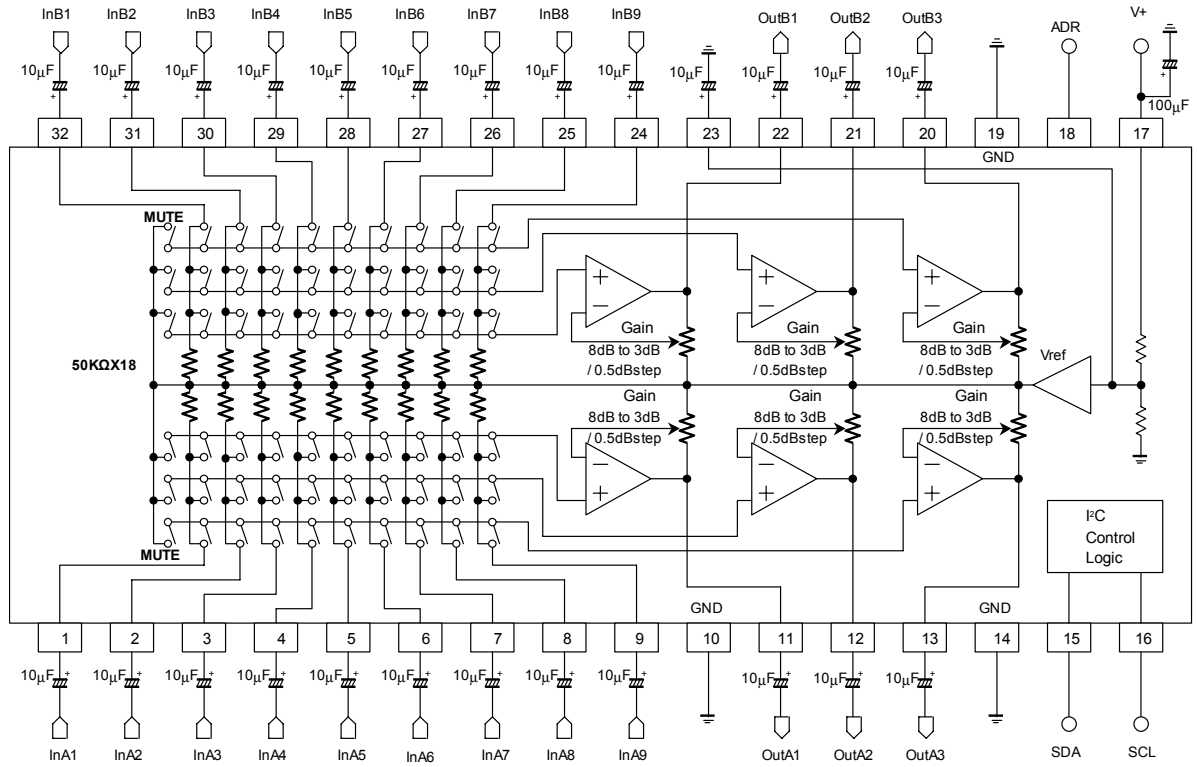 InB1 InB2 InB3 InB4 InB5 InB6 InB7 InB8 InB9 OutB1 OutB2 OutB3 ADR V+
10µF 10µF 10µF 10µF 10µF 10µF 10µF 10µF 10µF 10µF 10µF 10µF 10µF 100µF
+ + + + + + + + + + + + + +
32 31 30 29 28 27 26 25 24 23 22 21 20 19 18 17
GND
MUTE
+ + +
− − −
Gain Gain Gain
8dB to 3dB 8dB to 3dB 8dB to 3dB
/ 0.5dBstep / 0.5dBstep / 0.5dBstep
Vref
50KΩX18
Gain Gain Gain
8dB to 3dB 8dB to 3dB 8dB to 3dB
/ 0.5dBstep / 0.5dBstep / 0.5dBstep
− − −
+ + +
I²C
Control
Logic
MUTE
GND GND
1 2 3 4 5 6 7 8 9 10 11 12 13 14 15 16
+ + + + + + + + + + + +
10µF 10µF 10µF 10µF 10µF 10µF 10µF 10µF 10µF 10µF 10µF 10µF
InA1 InA2 InA3 InA4 InA5 InA6 InA7 InA8 InA9 OutA1 OutA2 OutA3 SDA SCL